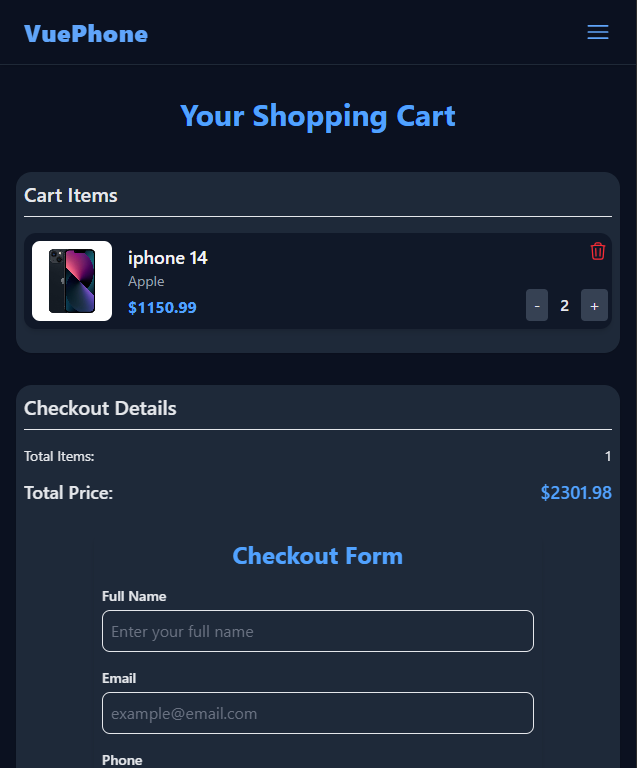 VuePhone
Your Shopping Cart
Cart Items
iphone 14
Apple
$1150.99
- 2 +
Checkout Details
Total Items: 1
Total Price: $2301.98
Checkout Form
Full Name
Enter your full name
Email
example@email.com
Phone